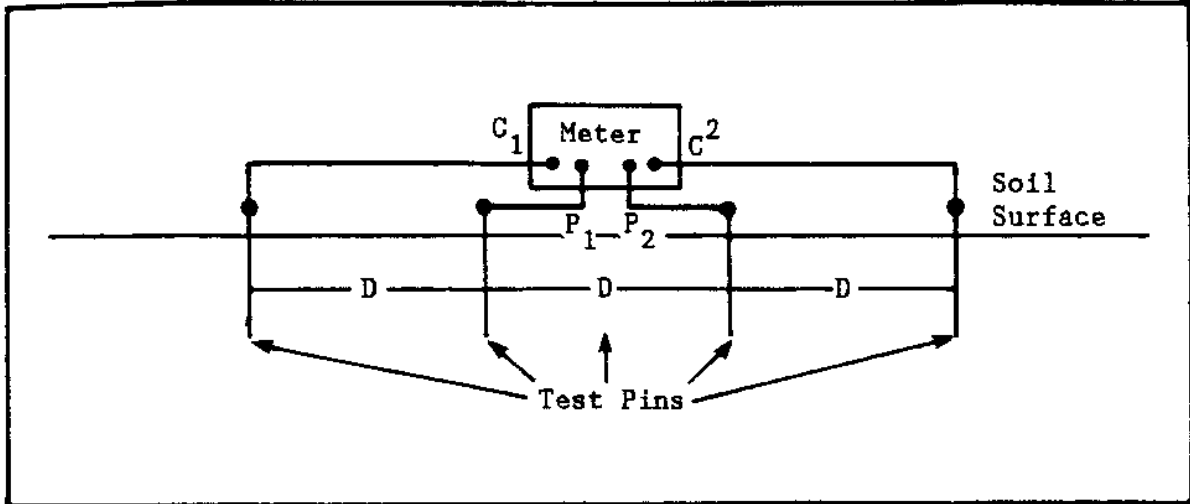 C₁ Meter C²
Soil
Surface
P₁ P₂
D D D
Test Pins